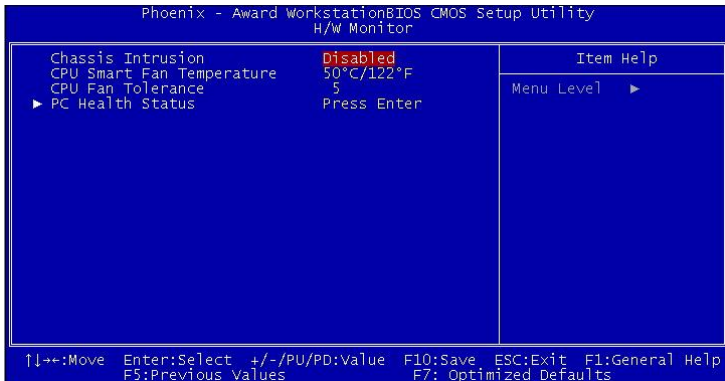 Phoenix - Award WorkstationBIOS CMOS Setup Utility
H/W Monitor
Chassis Intrusion Disabled
CPU Smart Fan Temperature 50°C/122°F
CPU Fan Tolerance 5
▶ PC Health Status Press Enter
Item Help
Menu Level ▶
↑↓→←:Move Enter:Select +/-/PU/PD:Value F10:Save ESC:Exit F1:General Help
F5:Previous Values F7: Optimized Defaults